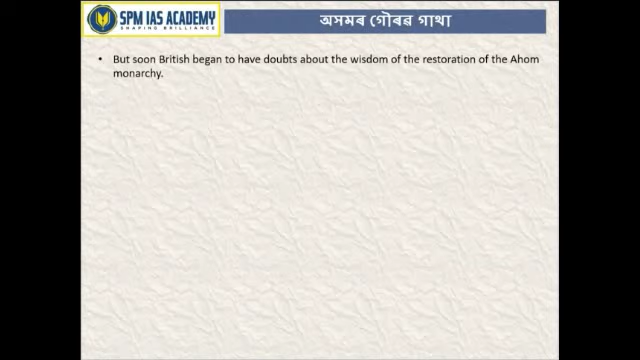 SPM IAS ACADEMY
SHAPING BRILLIANCE
অসমৰ গৌৰৱ গাথা
• But soon British began to have doubts about the wisdom of the restoration of the Ahom
monarchy.